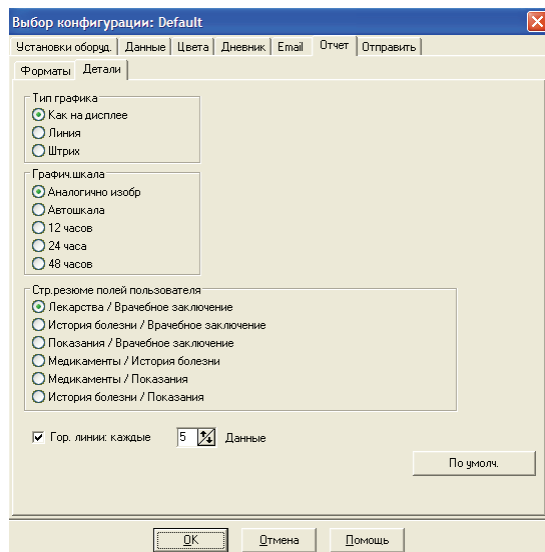 Выбор конфигурации: Default
Установки оборуд. Данные Цвета Дневник Email Отчет Отправить
Форматы Детали
Тип графика
Как на дисплее
Линия
Штрих
Графич.шкала
Аналогично изобр
Автошкала
12 часов
24 часа
48 часов
Стр.резюме полей пользователя
Лекарства / Врачебное заключение
История болезни / Врачебное заключение
Показания / Врачебное заключение
Медикаменты / История болезни
Медикаменты / Показания
История болезни / Показания
Гор. линии: каждые 5 Данные
По умолч.
OK Отмена Помощь